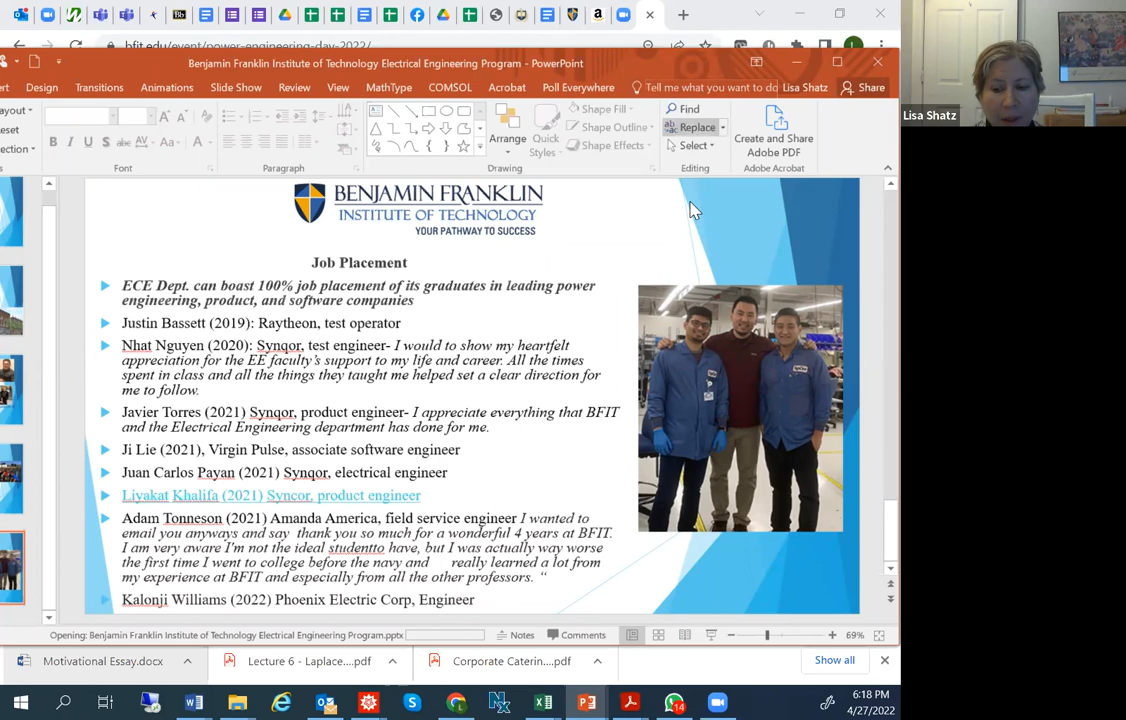 bfit.edu/event/power-engineering-day-2022/
Benjamin Franklin Institute of Technology Electrical Engineering Program - PowerPoint
Design Transitions Animations Slide Show Review View MathType COMSOL Acrobat Poll Everywhere Tell me what you want to do Lisa Shatz Share
ayout
eset
ection
Font
Paragraph
Arrange
Quick Styles
Shape Fill
Shape Outline
Shape Effects
Drawing
Find
Replace
Select
Editing
Create and Share
Adobe PDF
Adobe Acrobat
Lisa Shatz
BENJAMIN FRANKLIN
INSTITUTE OF TECHNOLOGY
YOUR PATHWAY TO SUCCESS
Job Placement
ECE Dept. can boast 100% job placement of its graduates in leading power
engineering, product, and software companies
Justin Bassett (2019): Raytheon, test operator
Nhat Nguyen (2020): Synqor, test engineer- I would to show my heartfelt
appreciation for the EE faculty's support to my life and career. All the times
spent in class and all the things they taught me helped set a clear direction for
me to follow.
Javier Torres (2021) Synqor, product engineer- I appreciate everything that BFIT
and the Electrical Engineering department has done for me.
Ji Lie (2021), Virgin Pulse, associate software engineer
Juan Carlos Payan (2021) Synqor, electrical engineer
Liyakat Khalifa (2021) Syncor, product engineer
Adam Tonneson (2021) Amanda America, field service engineer I wanted to
email you anyways and say thank you so much for a wonderful 4 years at BFIT.
I am very aware I'm not the ideal studentto have, but I was actually way worse
the first time I went to college before the navy and really learned a lot from
my experience at BFIT and especially from all the other professors. “
Kalonji Williams (2022) Phoenix Electric Corp, Engineer
Opening: Benjamin Franklin Institute of Technology Electrical Engineering Program.pptx Notes Comments 69%
Motivational Essay.docx Lecture 6 - Laplace....pdf Corporate Caterin....pdf Show all
14
6:18 PM
4/27/2022